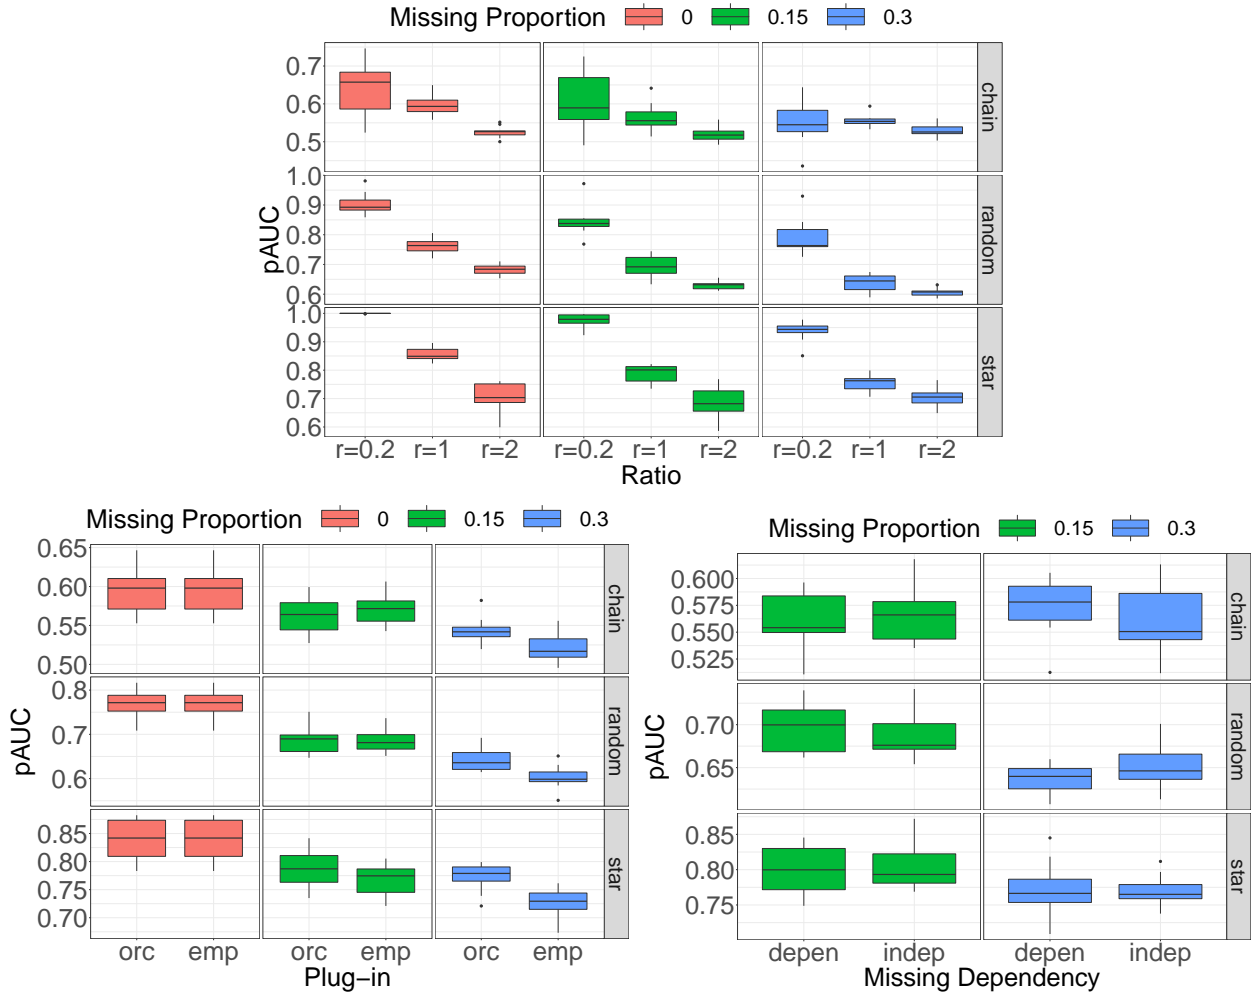 Missing Proportion 0 0.15 0.3
pAUC
0.7
0.6
0.5
chain
1.0
0.9
0.8
0.7
0.6
random
1.0
0.9
0.8
0.7
0.6
star
r=0.2 r=1 r=2 r=0.2 r=1 r=2 r=0.2 r=1 r=2
Ratio
Missing Proportion 0 0.15 0.3
pAUC
0.65
0.60
0.55
0.50
chain
0.8
0.7
0.6
random
0.85
0.80
0.75
0.70
star
orc emp orc emp orc emp
Plug−in
Missing Proportion 0.15 0.3
pAUC
0.600
0.575
0.550
0.525
chain
0.70
0.65
random
0.85
0.80
0.75
star
depen indep depen indep
Missing Dependency